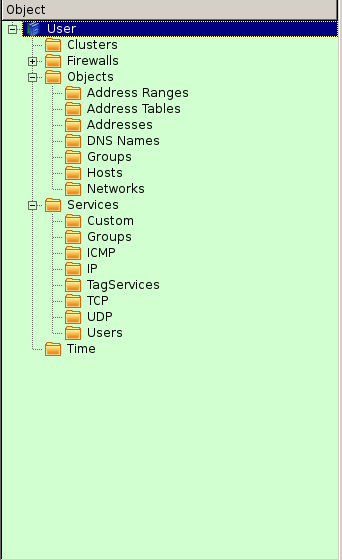 Object
User
Clusters
Firewalls
Objects
Address Ranges
Address Tables
Addresses
DNS Names
Groups
Hosts
Networks
Services
Custom
Groups
ICMP
IP
TagServices
TCP
UDP
Users
Time